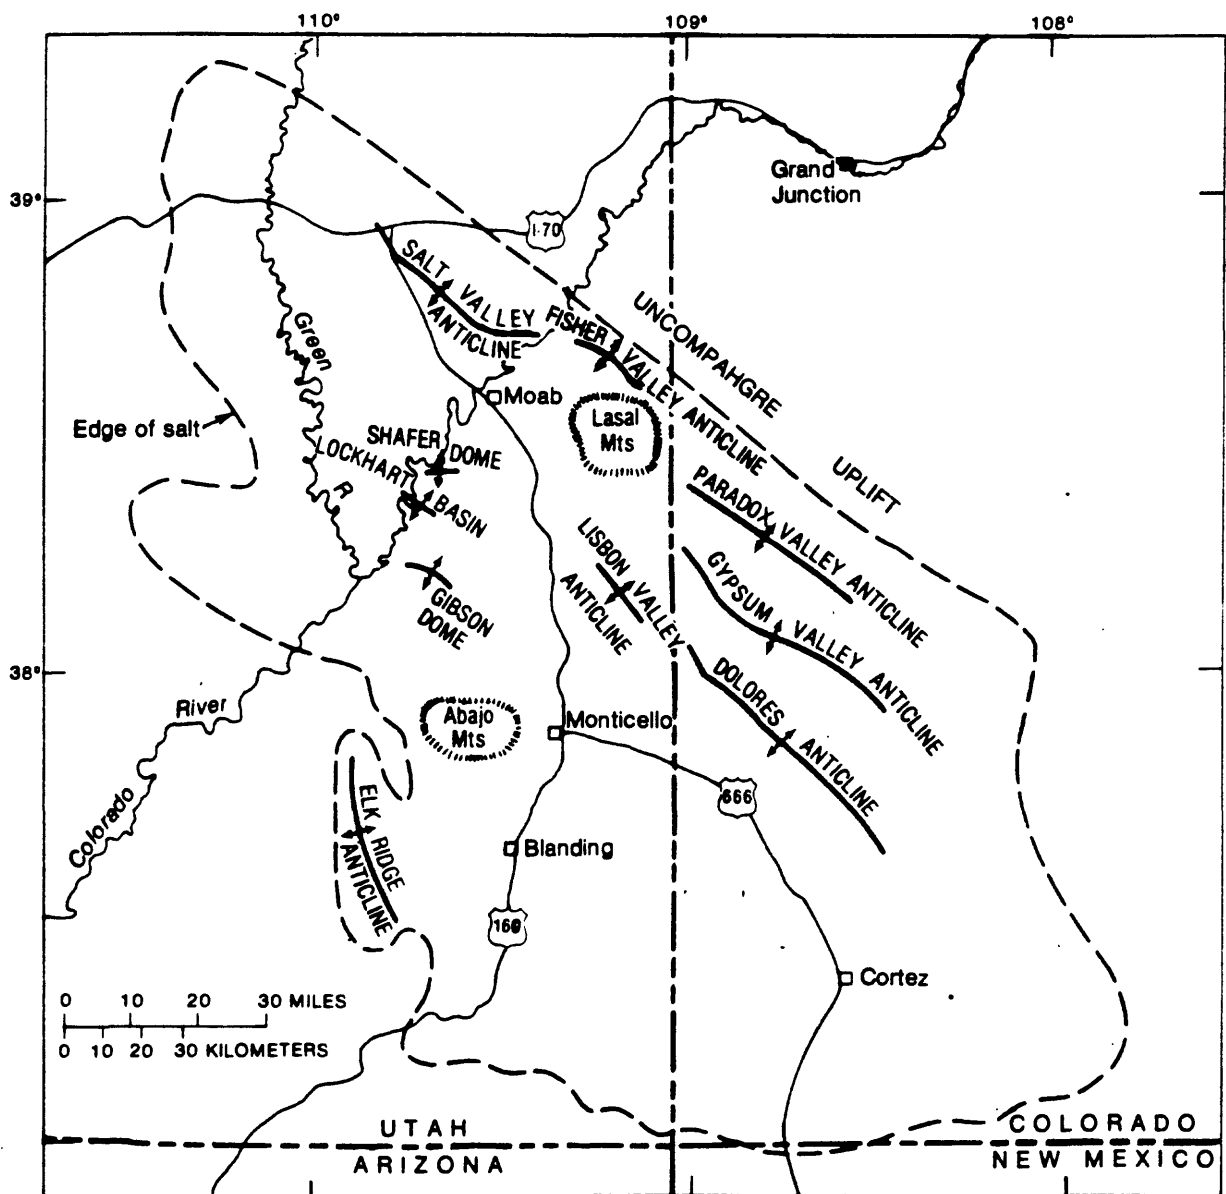 110°
109°
108°
Grand
Junction
39°
I-70
SALT VALLEY
ANTICLINE
FISHER VALLEY ANTICLINE
UNCOMPAHGRE
UPLIFT
Green
R
Moab
Lasal
Mts
Edge of salt
SHAFER DOME
LOCKHART BASIN
PARADOX VALLEY ANTICLINE
LISBON VALLEY
ANTICLINE
GYPSUM VALLEY ANTICLINE
GIBSON
DOME
38°
River
Colorado
Abajo
Mts
Monticello
DOLORES ANTICLINE
666
ELK RIDGE
ANTICLINE
Blanding
160
Cortez
0 10 20 30 MILES
0 10 20 30 KILOMETERS
UTAH
ARIZONA
COLORADO
NEW MEXICO